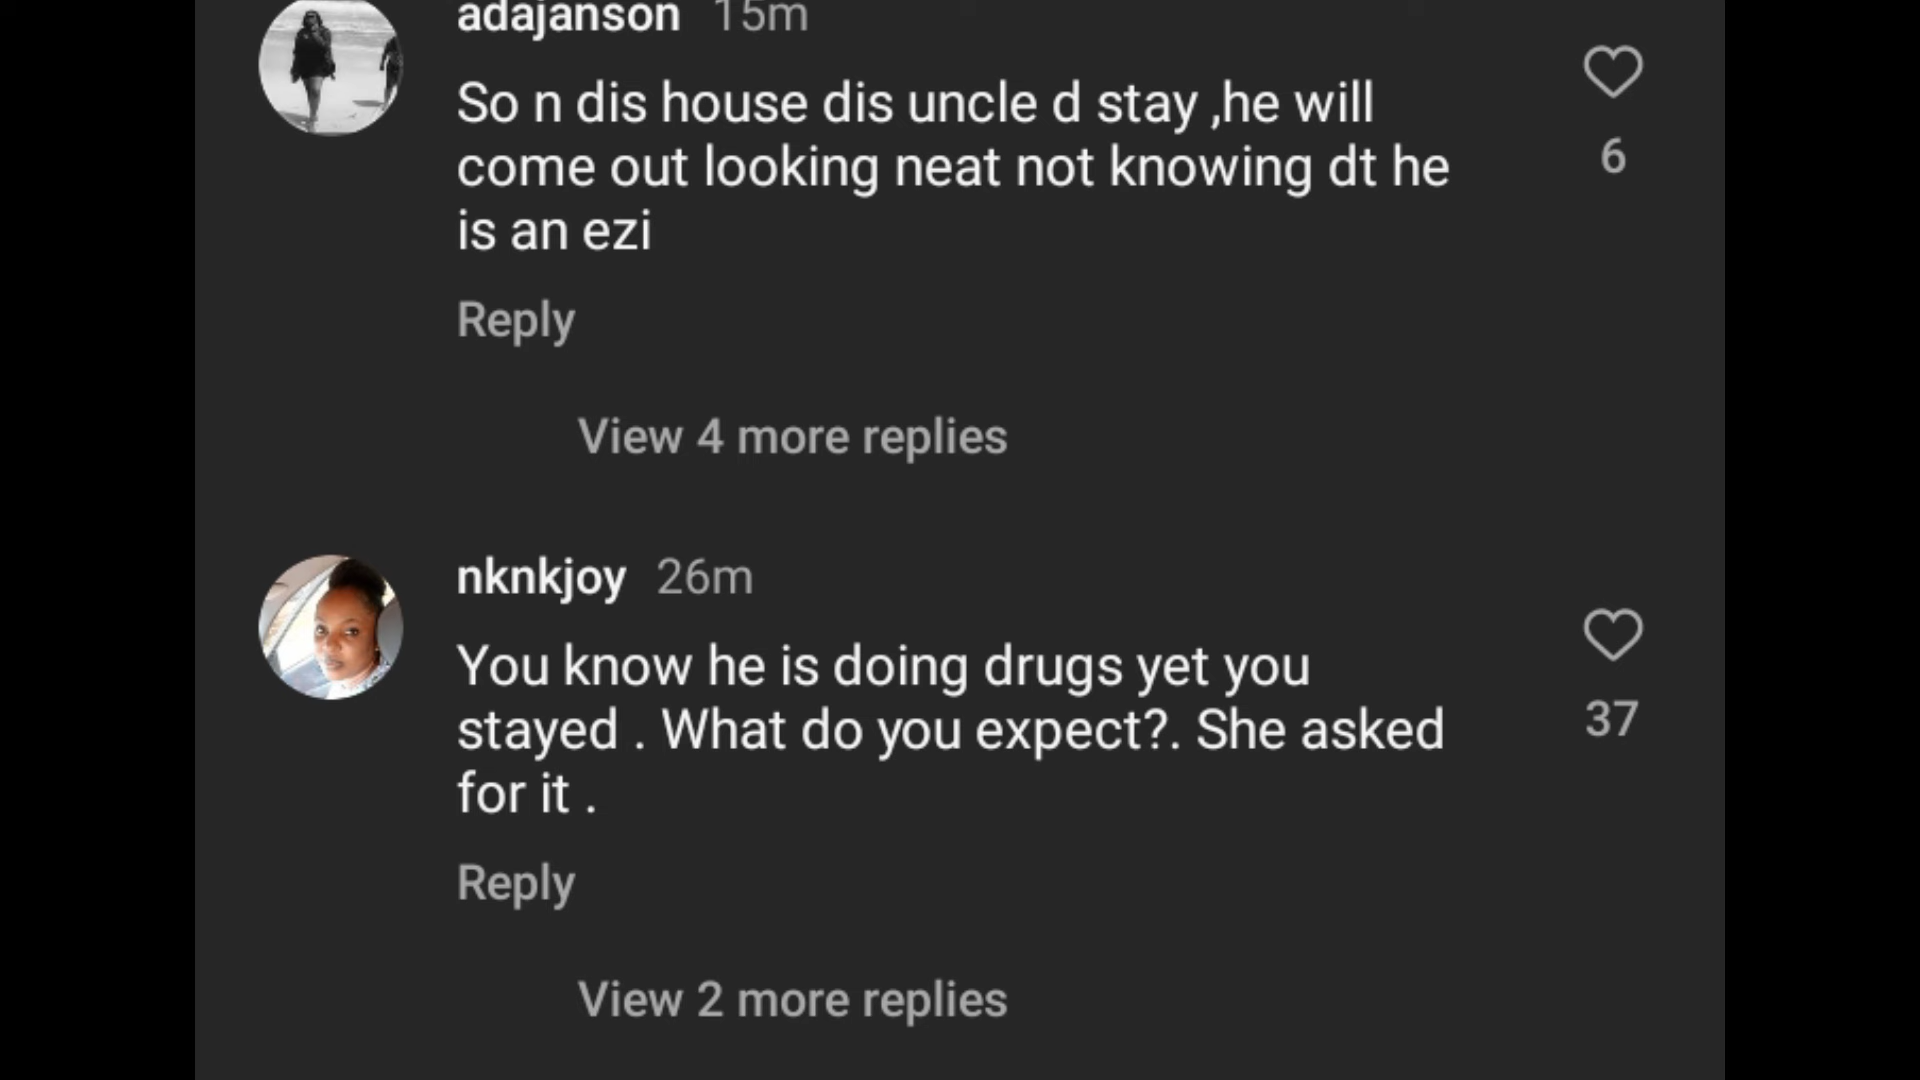 adajanson 15m
So n dis house dis uncle d stay ,he will
come out looking neat not knowing dt he
is an ezi
6
Reply
View 4 more replies
nknkjoy 26m
You know he is doing drugs yet you
stayed . What do you expect?. She asked
for it .
37
Reply
View 2 more replies